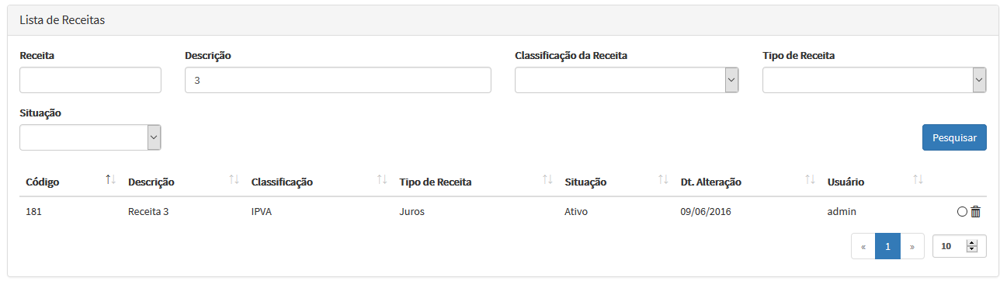 Lista de Receitas
Receita Descrição Classificação da Receita Tipo de Receita
3
Situação
Pesquisar
Código Descrição Classificação Tipo de Receita Situação Dt. Alteração Usuário
181 Receita 3 IPVA Juros Ativo 09/06/2016 admin
« 1 » 10